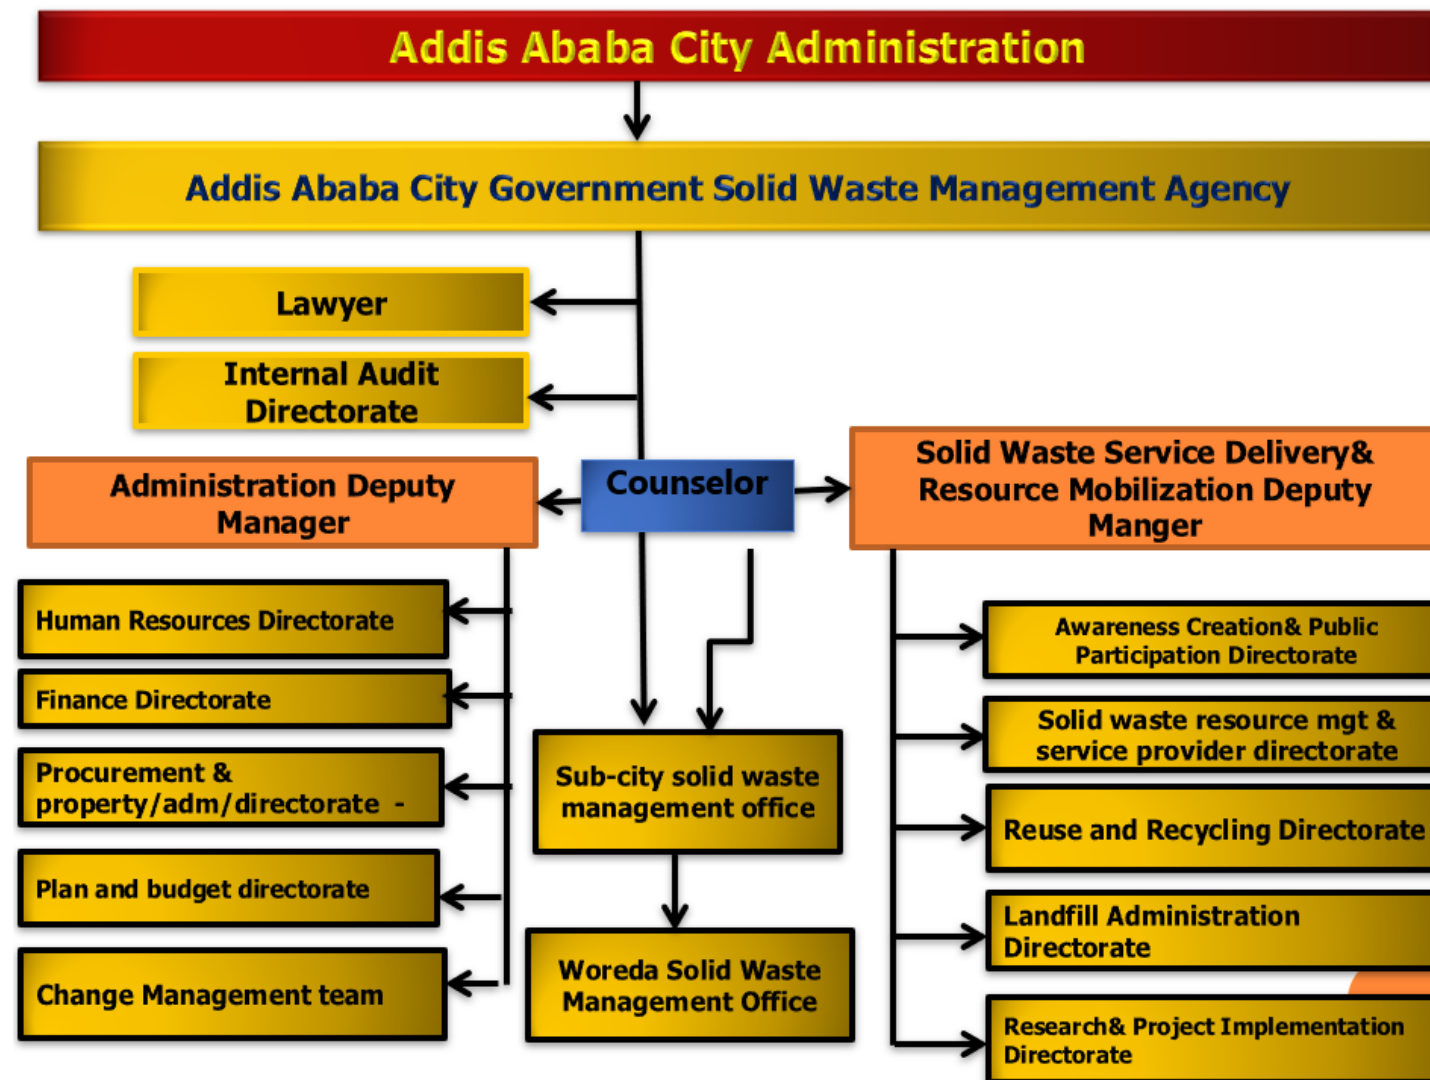 Addis Ababa City Administration
Addis Ababa City Government Solid Waste Management Agency
Lawyer
Internal Audit
Directorate
Administration Deputy
Manager
Counselor
Solid Waste Service Delivery&
Resource Mobilization Deputy
Manger
Human Resources Directorate
Finance Directorate
Procurement &
property/adm/directorate -
Plan and budget directorate
Change Management team
Sub-city solid waste
management office
Woreda Solid Waste
Management Office
Awareness Creation& Public
Participation Directorate
Solid waste resource mgt &
service provider directorate
Reuse and Recycling Directorate
Landfill Administration
Directorate
Research& Project Implementation
Directorate